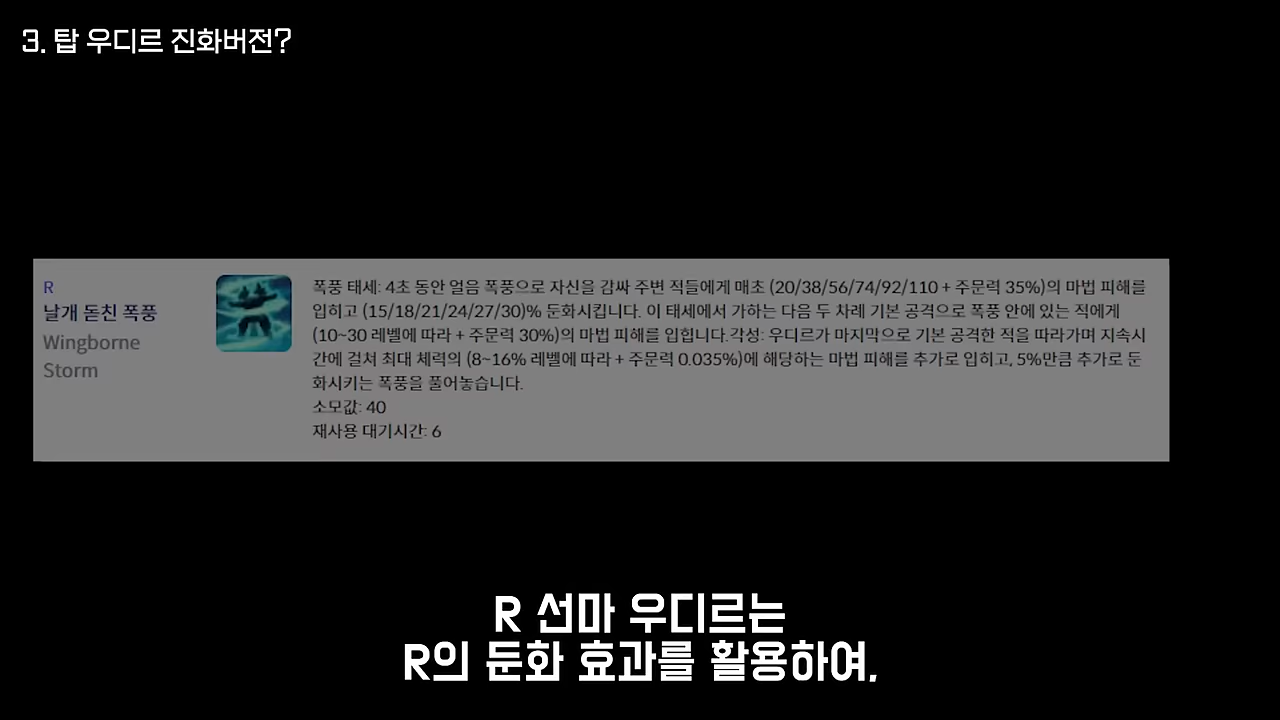 3. 탑 우디르 진화버전?
R
날개 돋친 폭풍
Wingborne
Storm
폭풍 태세: 4초 동안 얼음 폭풍으로 자신을 감싸 주변 적들에게 매초 (20/38/56/74/92/110 + 주문력 35%)의 마법 피해를
입히고 (15/18/21/24/27/30)% 둔화시킵니다. 이 태세에서 가하는 다음 두 차례 기본 공격으로 폭풍 안에 있는 적에게
(10~30 레벨에 따라 + 주문력 30%)의 마법 피해를 입힙니다.각성: 우디르가 마지막으로 기본 공격한 적을 따라가며 지속시
간에 걸쳐 최대 체력의 (8~16% 레벨에 따라 + 주문력 0.035%)에 해당하는 마법 피해를 추가로 입히고, 5%만큼 추가로 둔
화시키는 폭풍을 풀어놓습니다.
소모값: 40
재사용 대기시간: 6
R 선마 우디르는
R의 둔화 효과를 활용하여,